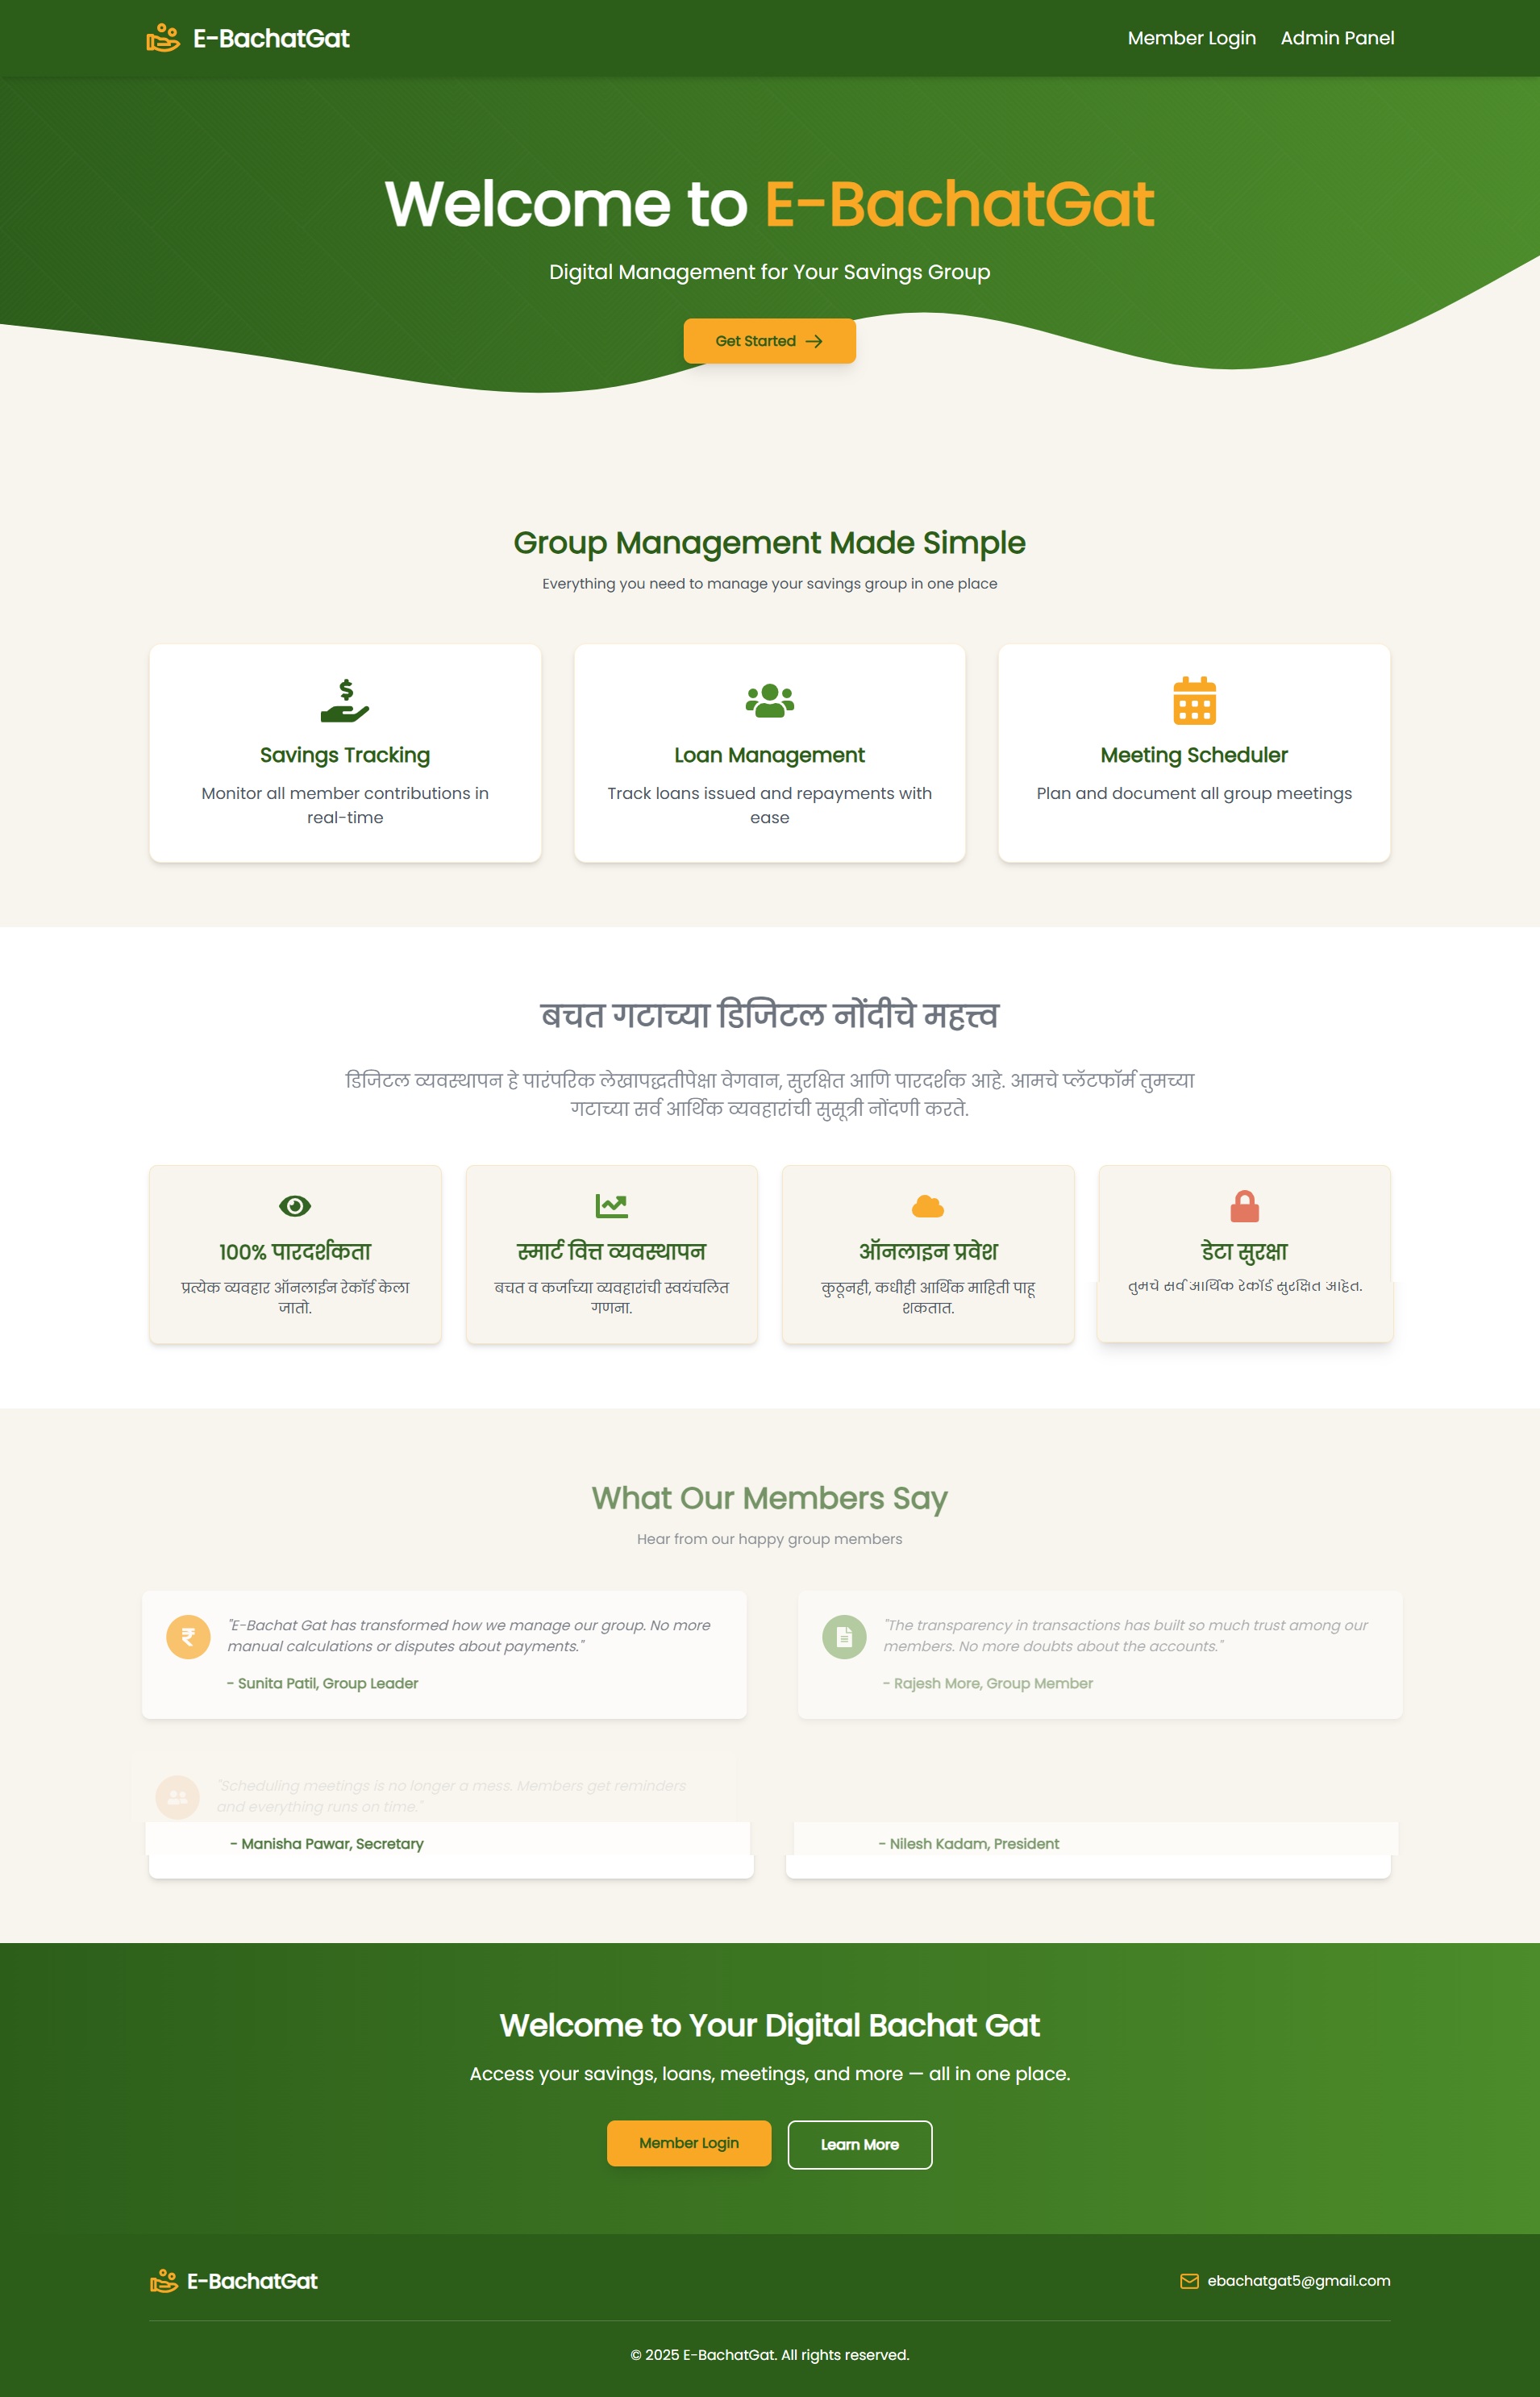 E-BachatGat
Member Login
Admin Panel
Welcome to E-BachatGat
Digital Management for Your Savings Group
Get Started
Group Management Made Simple
Everything you need to manage your savings group in one place
Savings Tracking
Monitor all member contributions in
real-time
Loan Management
Track loans issued and repayments with
ease
Meeting Scheduler
Plan and document all group meetings
बचत गटाच्या डिजिटल नोंदीचे महत्त्व
डिजिटल व्यवस्थापन हे पारंपरिक लेखापद्धतीपेक्षा वेगवान, सुरक्षित आणि पारदर्शक आहे. आमचे प्लॅटफॉर्म तुमच्या
गटाच्या सर्व आर्थिक व्यवहारांची सुसूत्री नोंदणी करते.
100% पारदर्शकता
प्रत्येक व्यवहार ऑनलाईन रेकॉर्ड केला
जातो.
स्मार्ट वित्त व्यवस्थापन
बचत व कर्जाच्या व्यवहारांची स्वयंचलित
गणना.
ऑनलाइन प्रवेश
कुठूनही, कधीही आर्थिक माहिती पाहू
शकतात.
डेटा सुरक्षा
तुमचे सर्व आर्थिक रेकॉर्ड सुरक्षित आहेत.
What Our Members Say
Hear from our happy group members
"E-Bachat Gat has transformed how we manage our group. No more
manual calculations or disputes about payments."
- Sunita Patil, Group Leader
"The transparency in transactions has built so much trust among our
members. No more doubts about the accounts."
- Rajesh More, Group Member
"Scheduling meetings is no longer a mess. Members get reminders
and everything runs on time."
- Manisha Pawar, Secretary
- Nilesh Kadam, President
Welcome to Your Digital Bachat Gat
Access your savings, loans, meetings, and more — all in one place.
Member Login
Learn More
E-BachatGat
ebachatgat5@gmail.com
© 2025 E-BachatGat. All rights reserved.